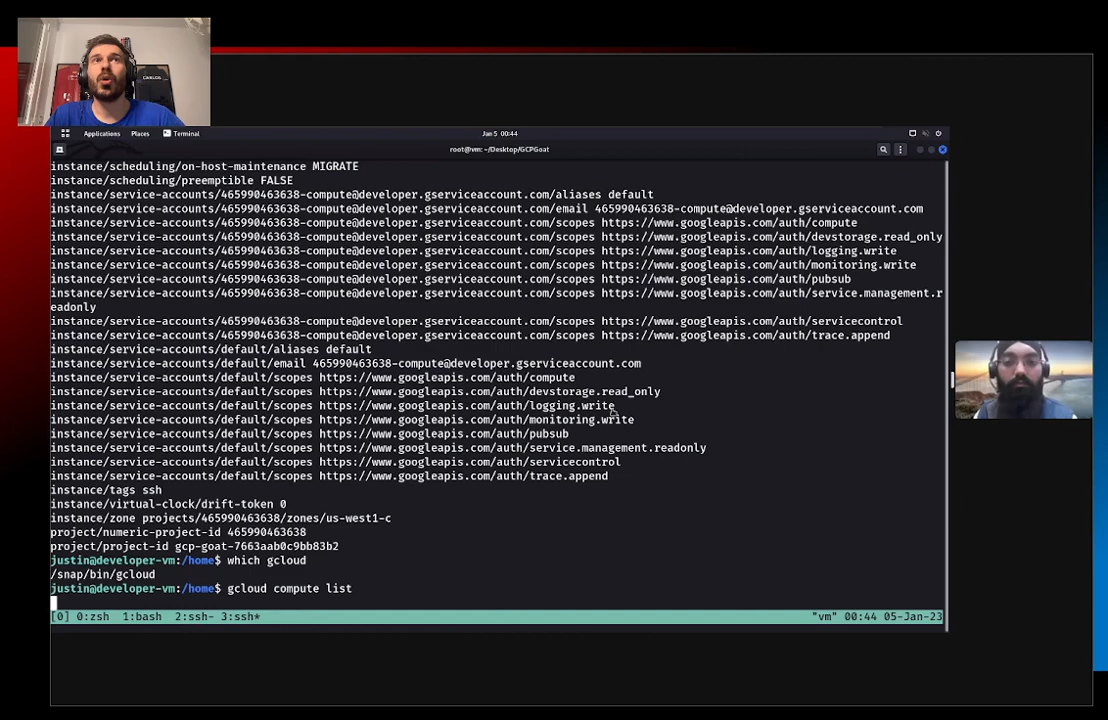 CARLOS
Applications Places Terminal Jan 5 00:44
root@vm: ~/Desktop/GCPGoat
instance/scheduling/on-host-maintenance MIGRATE
instance/scheduling/preemptible FALSE
instance/service-accounts/465990463638-compute@developer.gserviceaccount.com/aliases default
instance/service-accounts/465990463638-compute@developer.gserviceaccount.com/email 465990463638-compute@developer.gserviceaccount.com
instance/service-accounts/465990463638-compute@developer.gserviceaccount.com/scopes https://www.googleapis.com/auth/compute
instance/service-accounts/465990463638-compute@developer.gserviceaccount.com/scopes https://www.googleapis.com/auth/devstorage.read_only
instance/service-accounts/465990463638-compute@developer.gserviceaccount.com/scopes https://www.googleapis.com/auth/logging.write
instance/service-accounts/465990463638-compute@developer.gserviceaccount.com/scopes https://www.googleapis.com/auth/monitoring.write
instance/service-accounts/465990463638-compute@developer.gserviceaccount.com/scopes https://www.googleapis.com/auth/pubsub
instance/service-accounts/465990463638-compute@developer.gserviceaccount.com/scopes https://www.googleapis.com/auth/service.management.r
eadonly
instance/service-accounts/465990463638-compute@developer.gserviceaccount.com/scopes https://www.googleapis.com/auth/servicecontrol
instance/service-accounts/465990463638-compute@developer.gserviceaccount.com/scopes https://www.googleapis.com/auth/trace.append
instance/service-accounts/default/aliases default
instance/service-accounts/default/email 465990463638-compute@developer.gserviceaccount.com
instance/service-accounts/default/scopes https://www.googleapis.com/auth/compute
instance/service-accounts/default/scopes https://www.googleapis.com/auth/devstorage.read_only
instance/service-accounts/default/scopes https://www.googleapis.com/auth/logging.write
instance/service-accounts/default/scopes https://www.googleapis.com/auth/monitoring.write
instance/service-accounts/default/scopes https://www.googleapis.com/auth/pubsub
instance/service-accounts/default/scopes https://www.googleapis.com/auth/service.management.readonly
instance/service-accounts/default/scopes https://www.googleapis.com/auth/servicecontrol
instance/service-accounts/default/scopes https://www.googleapis.com/auth/trace.append
instance/tags ssh
instance/virtual-clock/drift-token 0
instance/zone projects/465990463638/zones/us-west1-c
project/numeric-project-id 465990463638
project/project-id gcp-goat-7663aab0c9bb83b2
justin@developer-vm:/home$ which gcloud
/snap/bin/gcloud
justin@developer-vm:/home$ gcloud compute list
[0] 0:zsh 1:bash 2:ssh- 3:ssh* "vm" 00:44 05-Jan-23